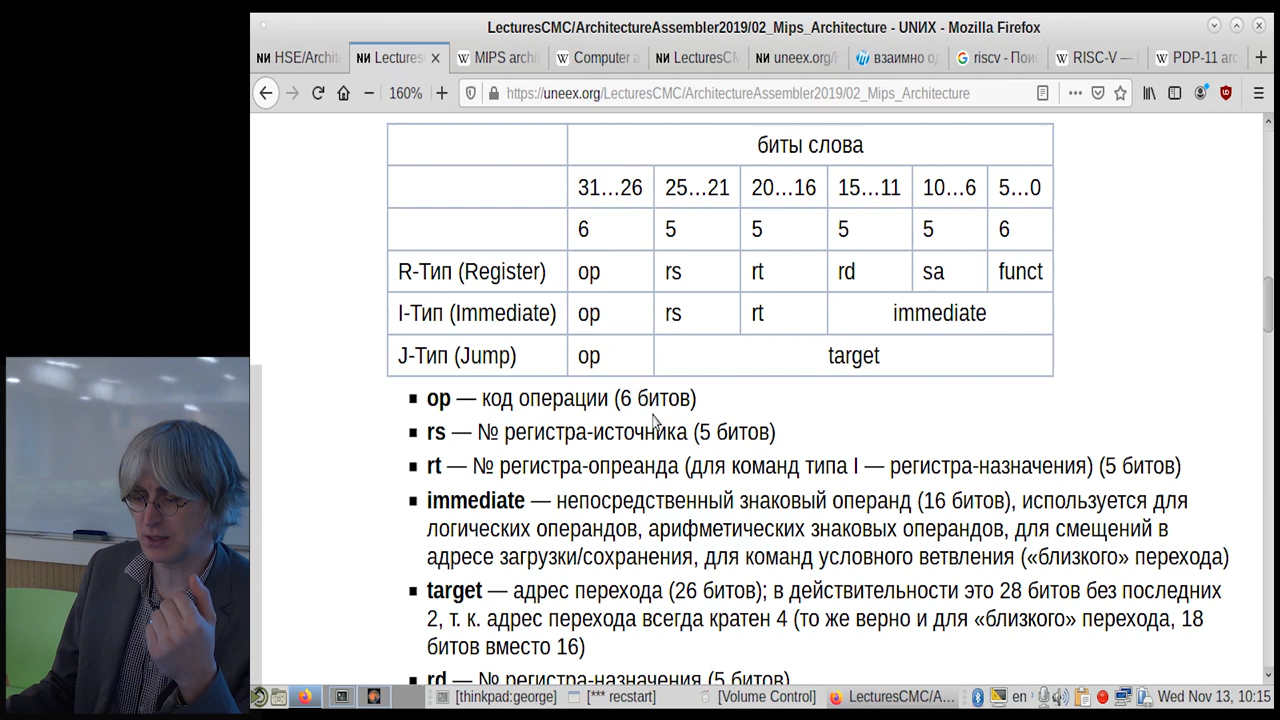 LecturesCMC/ArchitectureAssembler2019/02_Mips_Architecture - UNИX - Mozilla Firefox
HSE/Archit
Lectures
MIPS archi
Computer a
LecturesCM
uneex.org/H
взаимно од
riscv - Пои
RISC-V —
PDP-11 arc
160%
https://uneex.org/LecturesCMC/ArchitectureAssembler2019/02_Mips_Architecture
биты слова
31…26 25…21 20…16 15…11 10…6 5…0
6 5 5 5 5 6
R-Тип (Register) op rs rt rd sa funct
I-Тип (Immediate) op rs rt immediate
J-Тип (Jump) op target
op — код операции (6 битов)
rs — № регистра-источника (5 битов)
rt — № регистра-опреанда (для команд типа I — регистра-назначения) (5 битов)
immediate — непосредственный знаковый операнд (16 битов), используется для
логических операндов, арифметических знаковых операндов, для смещений в
адресе загрузки/сохранения, для команд условного ветвления («близкого» перехода)
target — адрес перехода (26 битов); в действительности это 28 битов без последних
2, т. к. адрес перехода всегда кратен 4 (то же верно и для «близкого» перехода, 18
битов вместо 16)
rd — № регистра-назначения (5 битов)
[thinkpad:george] [*** recstart) [Volume Control] LecturesCMC/A... en Wed Nov 13, 10:15